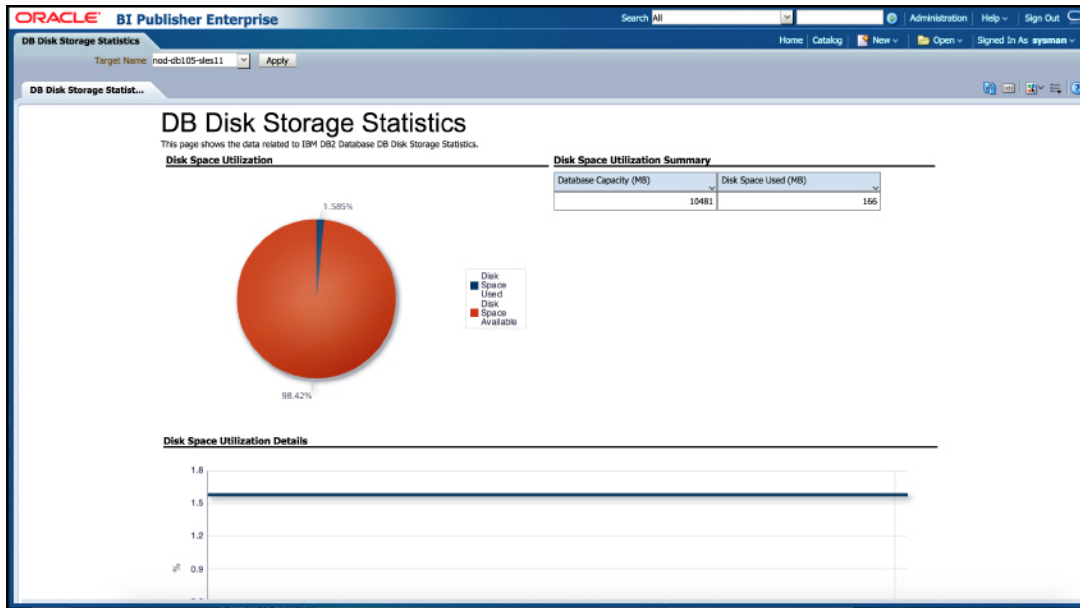 ORACLE BI Publisher Enterprise Search All Administration Help Sign Out
DB Disk Storage Statistics Home Catalog New Open Signed In As sysman
Target Name nod-db105-sles11 Apply
DB Disk Storage Statist...
DB Disk Storage Statistics
This page shows the data related to IBM DB2 Database DB Disk Storage Statistics.
Disk Space Utilization
1.585%
98.42%
Disk
Space
Used
Disk
Space
Available
Disk Space Utilization Summary
Database Capacity (MB) Disk Space Used (MB)
10481 166
Disk Space Utilization Details
1.8
1.5
1.2
0.9
%